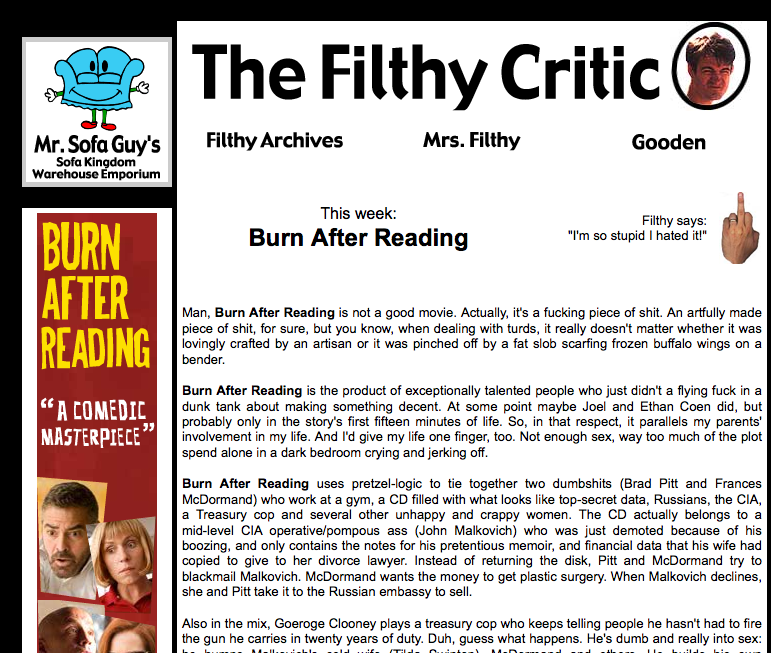 The Filthy Critic
Mr. Sofa Guy's
Sofa Kingdom
Warehouse Emporium
Filthy Archives
Mrs. Filthy
Gooden
This week:
Burn After Reading
Filthy says:
"I'm so stupid I hated it!"
BURN
AFTER
READING
“A COMEDIC
MASTERPIECE”
Man, Burn After Reading is not a good movie. Actually, it's a fucking piece of shit. An artfully made
piece of shit, for sure, but you know, when dealing with turds, it really doesn't matter whether it was
lovingly crafted by an artisan or it was pinched off by a fat slob scarfing frozen buffalo wings on a
bender.
Burn After Reading is the product of exceptionally talented people who just didn't a flying fuck in a
dunk tank about making something decent. At some point maybe Joel and Ethan Coen did, but
probably only in the story's first fifteen minutes of life. So, in that respect, it parallels my parents'
involvement in my life. And I'd give my life one finger, too. Not enough sex, way too much of the plot
spend alone in a dark bedroom crying and jerking off.
Burn After Reading uses pretzel-logic to tie together two dumbshits (Brad Pitt and Frances
McDormand) who work at a gym, a CD filled with what looks like top-secret data, Russians, the CIA,
a Treasury cop and several other unhappy and crappy women. The CD actually belongs to a
mid-level CIA operative/pompous ass (John Malkovich) who was just demoted because of his
boozing, and only contains the notes for his pretentious memoir, and financial data that his wife had
copied to give to her divorce lawyer. Instead of returning the disk, Pitt and McDormand try to
blackmail Malkovich. McDormand wants the money to get plastic surgery. When Malkovich declines,
she and Pitt take it to the Russian embassy to sell.
Also in the mix, Goeroge Clooney plays a treasury cop who keeps telling people he hasn't had to fire
the gun he carries in twenty years of duty. Duh, guess what happens. He's dumb and really into sex:
he humps Malkovich's cold wife (Tilda Swinton), McDormand and others. He builds his own